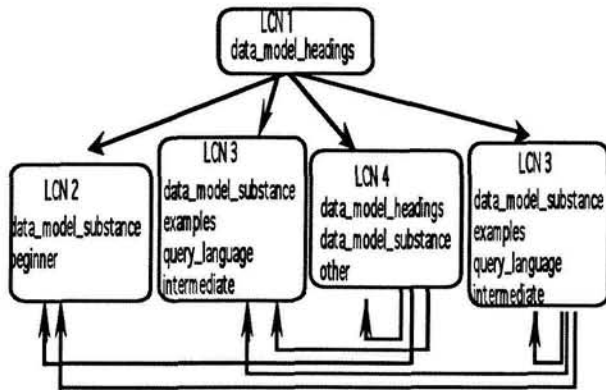 LCN 1
data_model_headings
LCN 2
data_model_substance
beginner
LCN 3
data_model_substance
examples
query_language
intermediate
LCN 4
data_model_headings
data_model_substance
other
LCN 3
data_model_substance
examples
query_language
intermediate